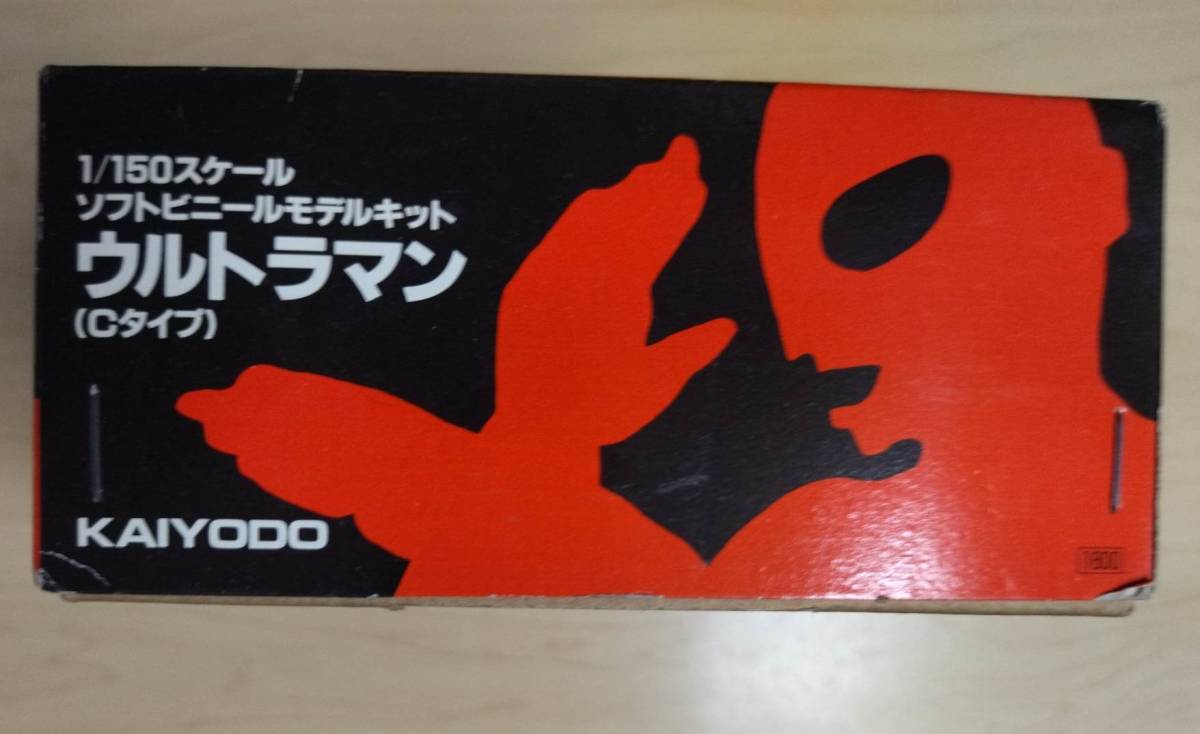 1/150スケール
ソフトビニールモデルキット
ウルトラマン
(Cタイプ)
KAIYODO
1800